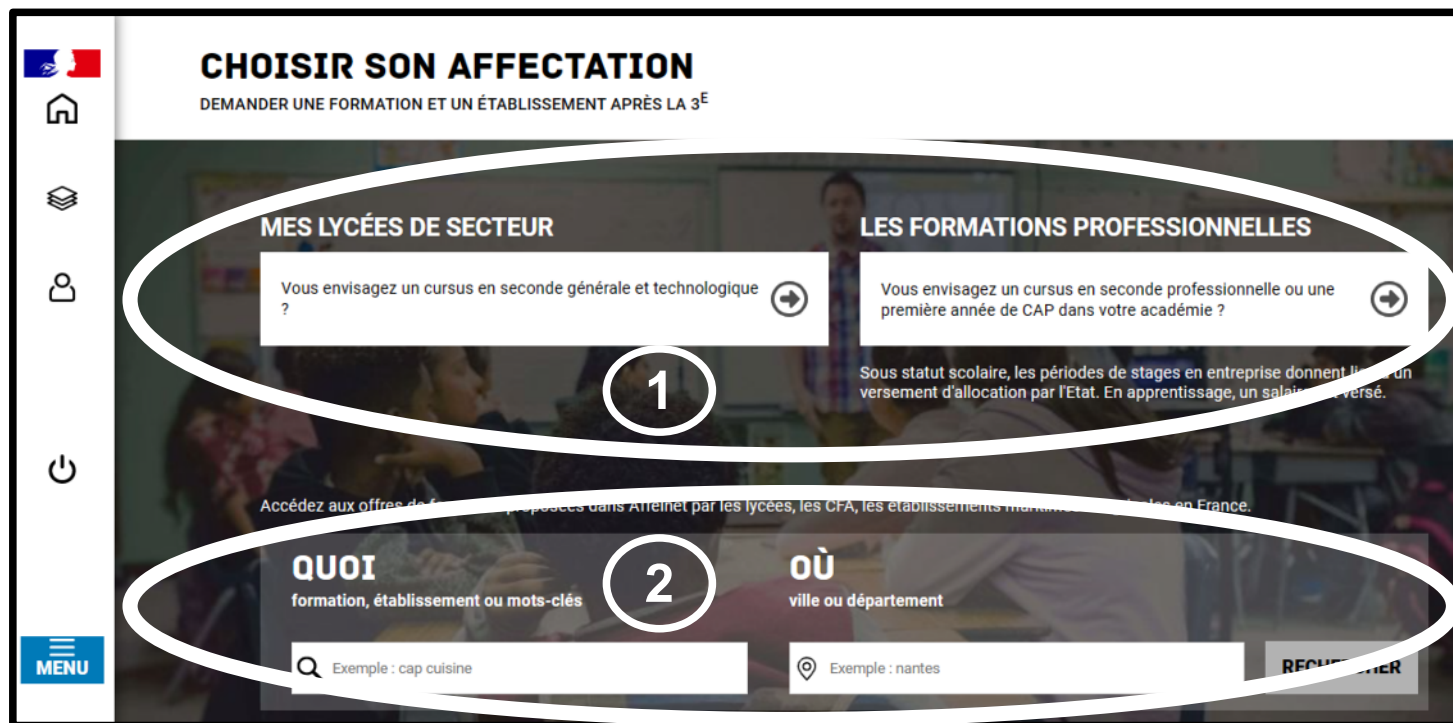 CHOISIR SON AFFECTATION
DEMANDER UNE FORMATION ET UN ÉTABLISSEMENT APRÈS LA 3E
MES LYCÉES DE SECTEUR
Vous envisagez un cursus en seconde générale et technologique
?
LES FORMATIONS PROFESSIONNELLES
Vous envisagez un cursus en seconde professionnelle ou une
première année de CAP dans votre académie ?
1
Sous statut scolaire, les périodes de stages en entreprise donnent un
versement d'allocation par l'Etat. En apprentissage, un salaire versé.
Accédez aux offres de proposées dans Affelnet par les lycées, les CFA, les établissements en France.
QUOI
formation, établissement ou mots-clés
2
OÙ
ville ou département
Exemple : cap cuisine
Exemple : nantes
RECHERCHER
MENU